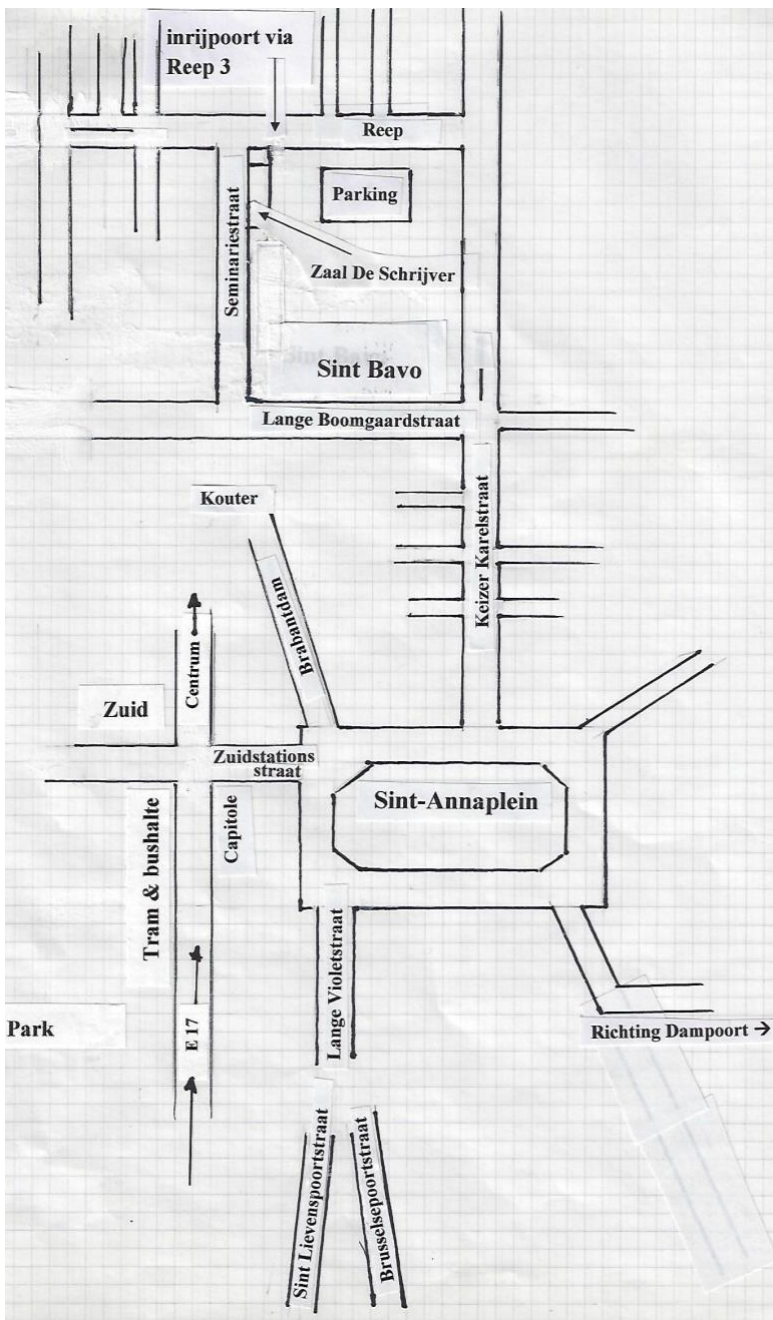 inrijpoort via
Reep 3
Reep
Parking
Seminariestraat
Zaal De Schrijver
Sint Bavo
Lange Boomgaardstraat
Kouter
Keizer Karelstraat
Brabantdam
Centrum
Zuid
Zuidstations
straat
Sint-Annaplein
Capitole
Tram & bushalte
Lange Violetstraat
E 17
Park
Richting Dampoort →
Sint Lievenspoortstraat
Brusselsepoortstraat